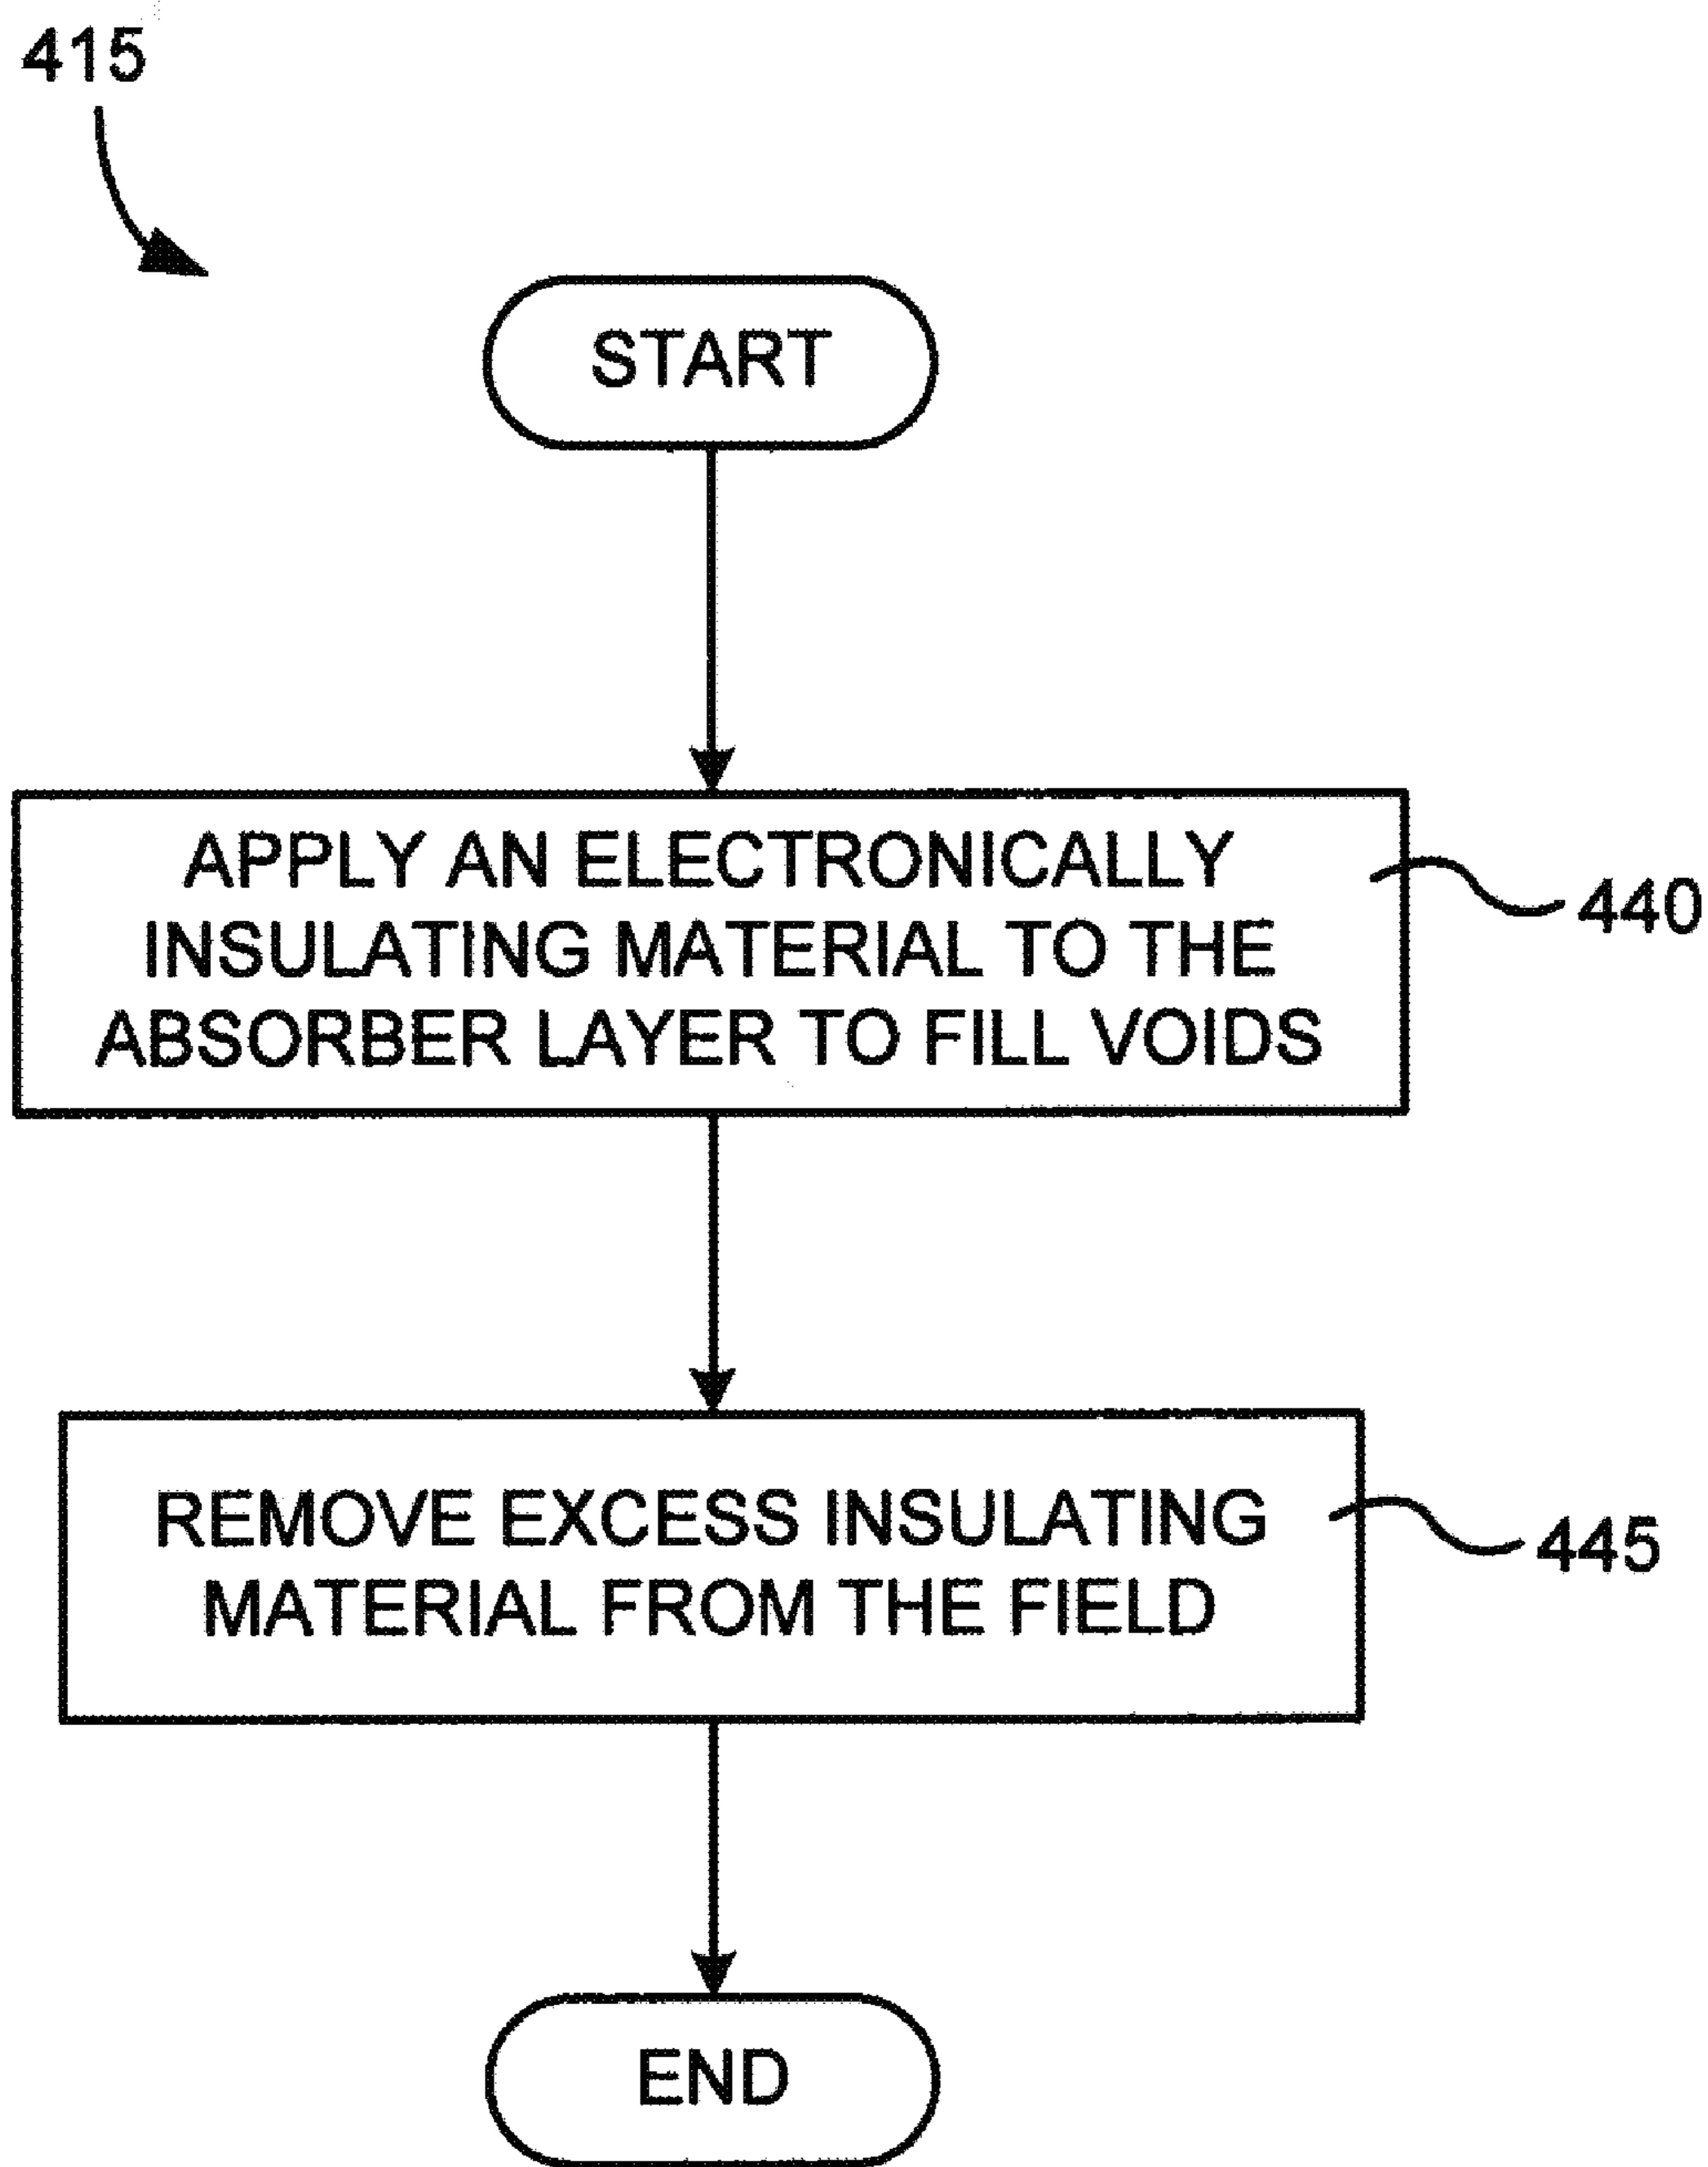 415
START
APPLY AN ELECTRONICALLY
INSULATING MATERIAL TO THE
ABSORBER LAYER TO FILL VOIDS
440
REMOVE EXCESS INSULATING
MATERIAL FROM THE FIELD
445
END